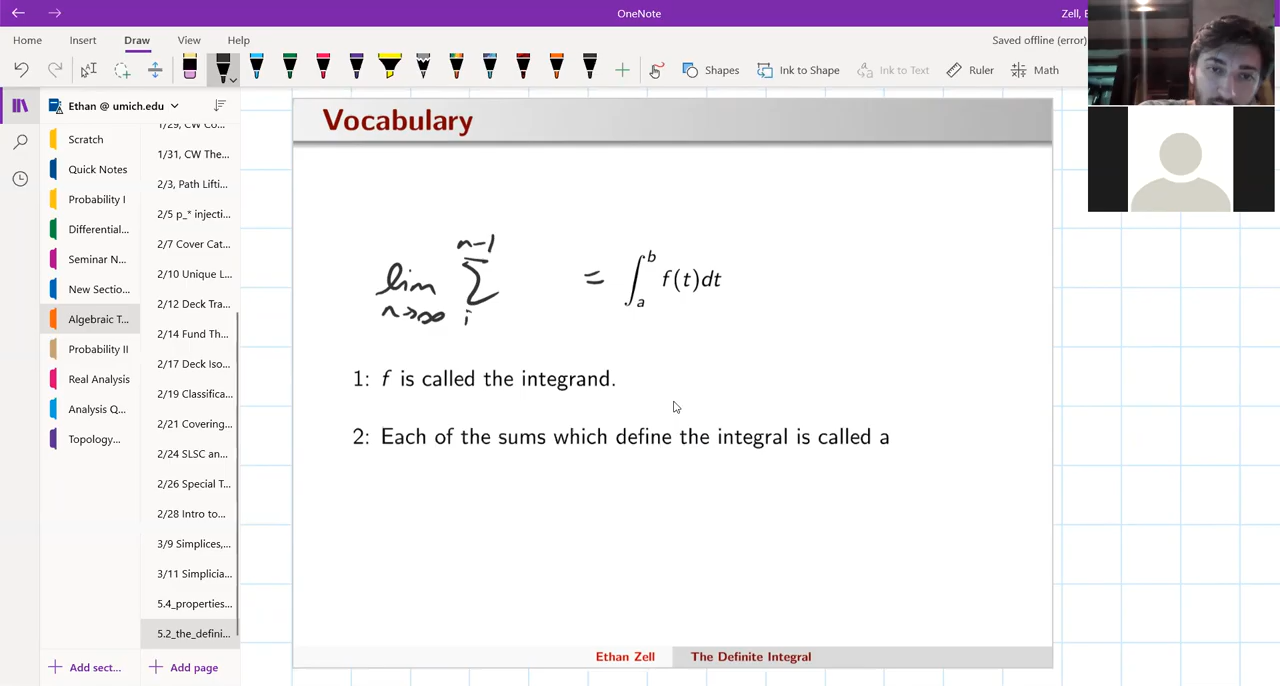 OneNote
Zell, E
Home Insert Draw View Help
Saved offline (error)
Shapes Ink to Shape Ink to Text Ruler Math
Ethan @ umich.edu
Scratch
Quick Notes
Probability I
Differential...
Seminar N...
New Sectio...
Algebraic T...
Probability II
Real Analysis
Analysis Q...
Topology...
Add sect...
1/29, CW Co...
1/31, CW The...
2/3, Path Lifti...
2/5 p_* injecti...
2/7 Cover Cat...
2/10 Unique L...
2/12 Deck Tra...
2/14 Fund Th...
2/17 Deck Iso...
2/19 Classifica...
2/21 Covering...
2/24 SLSC an...
2/26 Special T...
2/28 Intro to...
3/9 Simplices,...
3/11 Simplicia...
5.4_properties...
5.2_the_defini...
Add page
Vocabulary
lim n→∞ ∑ i n-1 = ∫ a b f(t)dt
1: f is called the integrand.
2: Each of the sums which define the integral is called a
Ethan Zell The Definite Integral